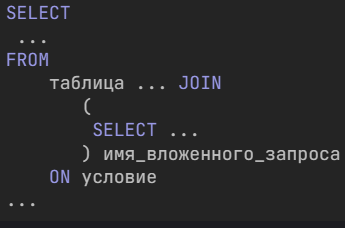 SELECT
...
FROM
таблица ... JOIN
(
SELECT ...
) имя_вложенного_запроса
ON условие
...